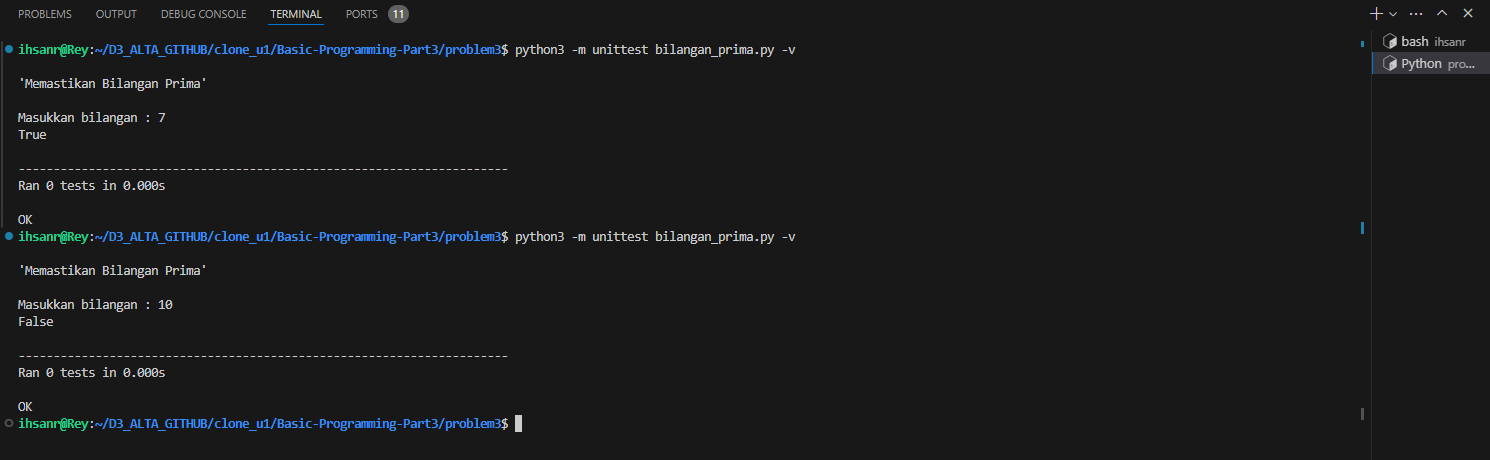 PROBLEMS OUTPUT DEBUG CONSOLE TERMINAL PORTS 11
ihsanr@Rey:~/D3_ALTA_GITHUB/clone_u1/Basic-Programming-Part3/problem3$ python3 -m unittest bilangan_prima.py -v
bash ihsanr
Python pro...
'Memastikan Bilangan Prima'
Masukkan bilangan : 7
True
----------------------------------------------------------------------
Ran 0 tests in 0.000s
OK
ihsanr@Rey:~/D3_ALTA_GITHUB/clone_u1/Basic-Programming-Part3/problem3$ python3 -m unittest bilangan_prima.py -v
'Memastikan Bilangan Prima'
Masukkan bilangan : 10
False
----------------------------------------------------------------------
Ran 0 tests in 0.000s
OK
ihsanr@Rey:~/D3_ALTA_GITHUB/clone_u1/Basic-Programming-Part3/problem3$